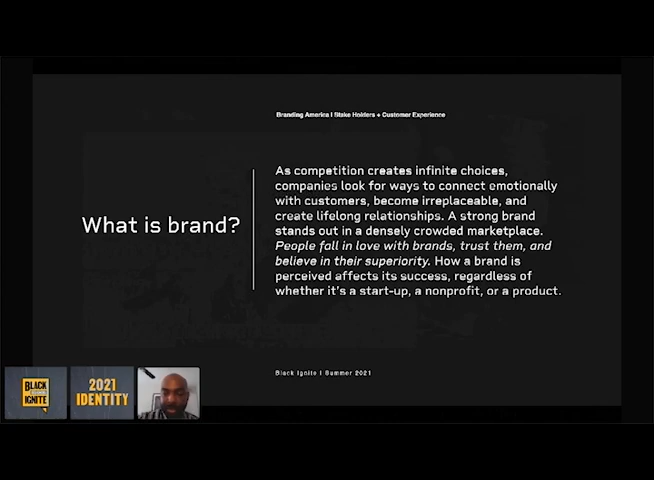 Branding America | Stake Holders + Customer Experience
What is brand?
As competition creates infinite choices,
companies look for ways to connect emotionally
with customers, become irreplaceable, and
create lifelong relationships. A strong brand
stands out in a densely crowded marketplace.
People fall in love with brands, trust them, and
believe in their superiority. How a brand is
perceived affects its success, regardless of
whether it's a start-up, a nonprofit, or a product.
Black Ignite | Summer 2021
BLACK
IGNITE
2021
IDENTITY